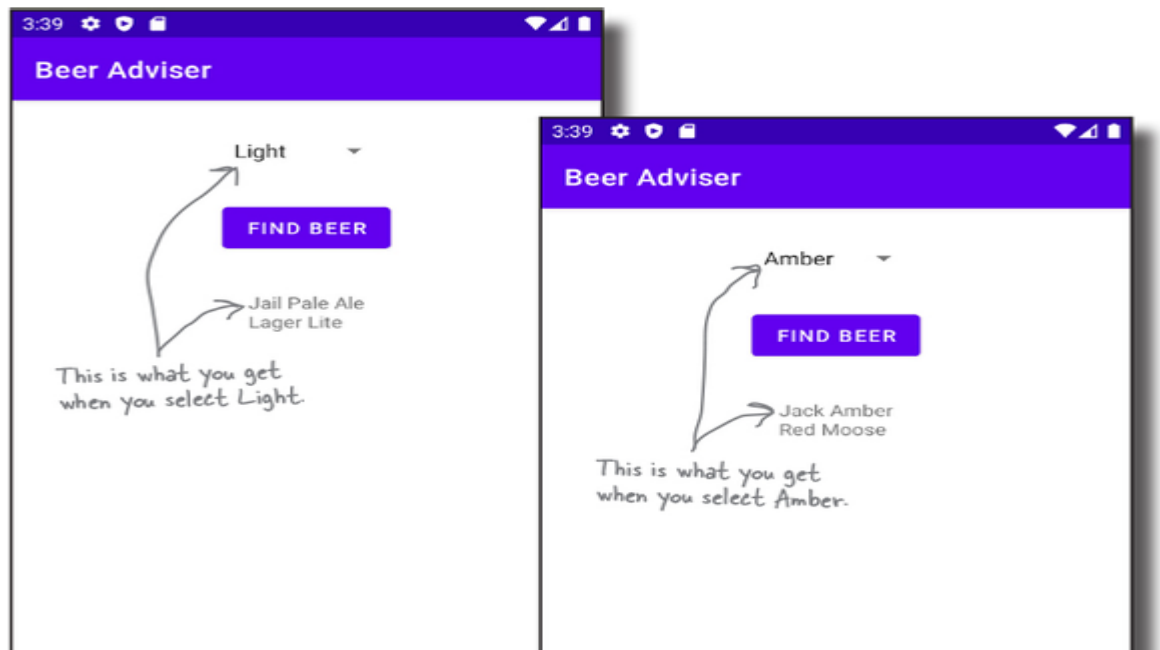 3:39
Beer Adviser
Light
FIND BEER
Jail Pale Ale
Lager Lite
This is what you get
when you select Light.
3:39
Beer Adviser
Amber
FIND BEER
Jack Amber
Red Moose
This is what you get
when you select Amber.